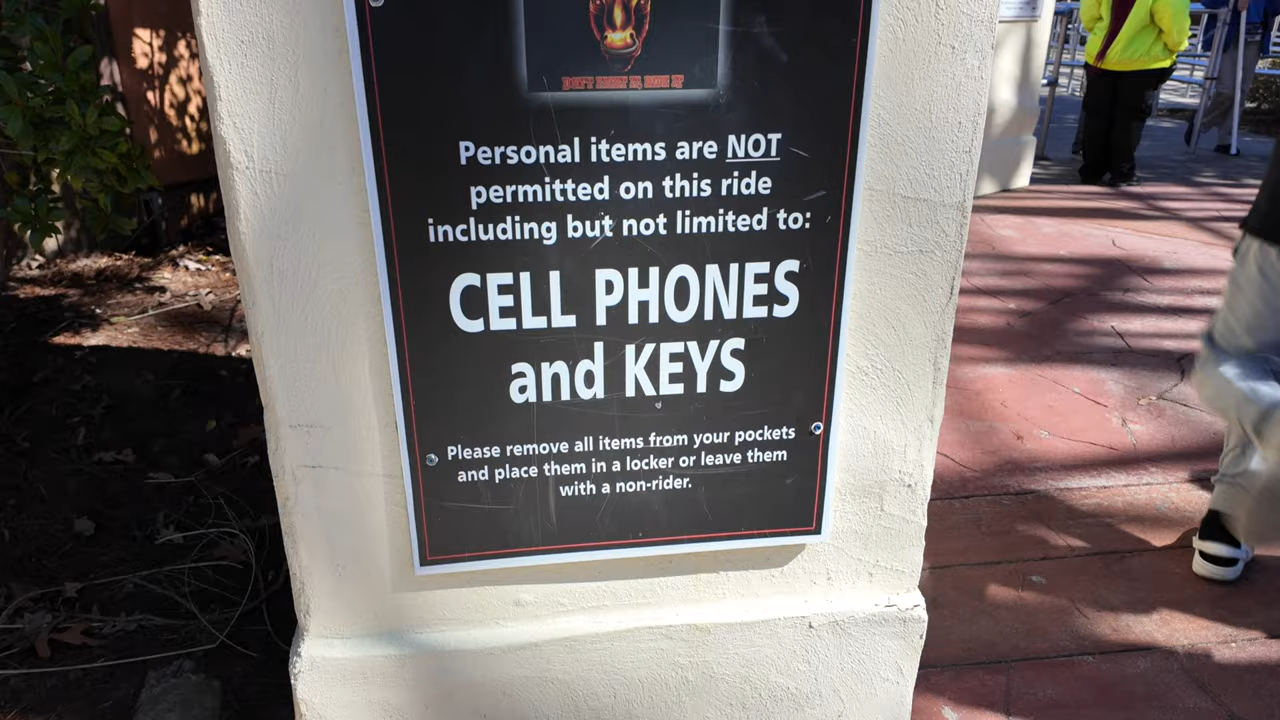 Personal items are NOT
permitted on this ride
including but not limited to:
CELL PHONES
and KEYS
Please remove all items from your pockets
and place them in a locker or leave them
with a non-rider.